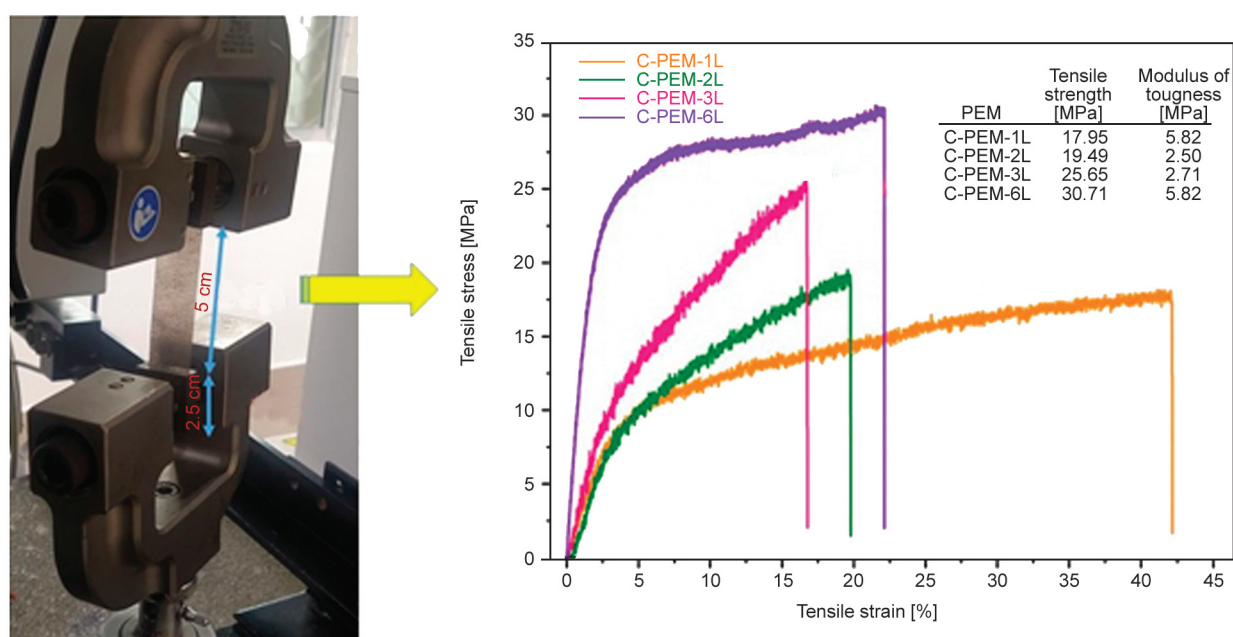 5 cm
2.5 cm
Tensile stress [MPa]
35
30
25
20
15
10
5
0
C-PEM-1L
C-PEM-2L
C-PEM-3L
C-PEM-6L
PEM Tensile strength [MPa] Modulus of tougness [MPa]
C-PEM-1L 17.95 5.82
C-PEM-2L 19.49 2.50
C-PEM-3L 25.65 2.71
C-PEM-6L 30.71 5.82
0 5 10 15 20 25 30 35 40 45
Tensile strain [%]